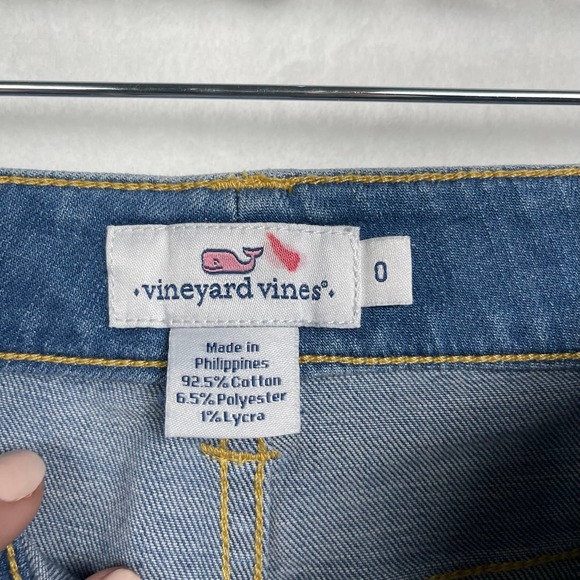 ·vineyard vines®·
0
Made in
Philippines
92.5% Cotton
6.5% Polyester
1% Lycra